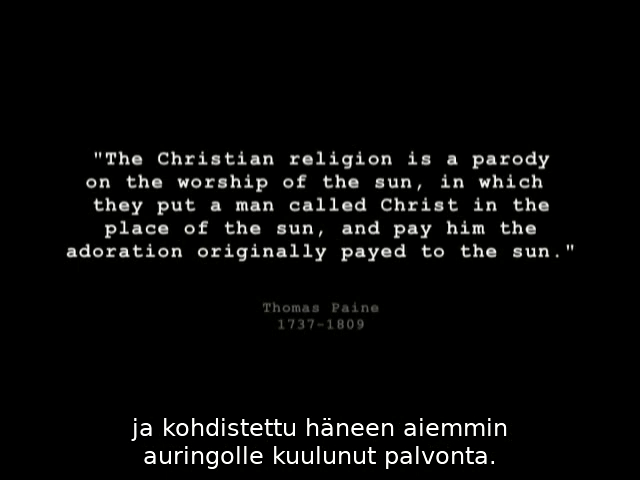 "The Christian religion is a parody
on the worship of the sun, in which
they put a man called Christ in the
place of the sun, and pay him the
adoration originally payed to the sun."
Thomas Paine
1737-1809
ja kohdistettu häneen aiemmin
auringolle kuulunut palvonta.